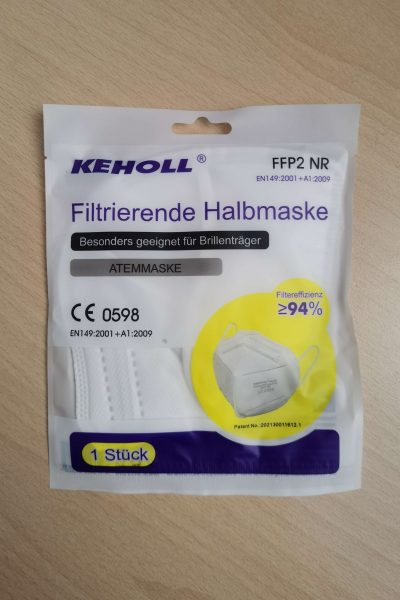 KEHOLL®
FFP2 NR
EN149:2001+A1:2009
Filtrierende Halbmaske
Besonders geeignet für Brillenträger
ATEMMASKE
CE 0598
EN149:2001+A1:2009
Filtereffizienz
≥94%
Patent No.: 202130011612.1
1 Stück